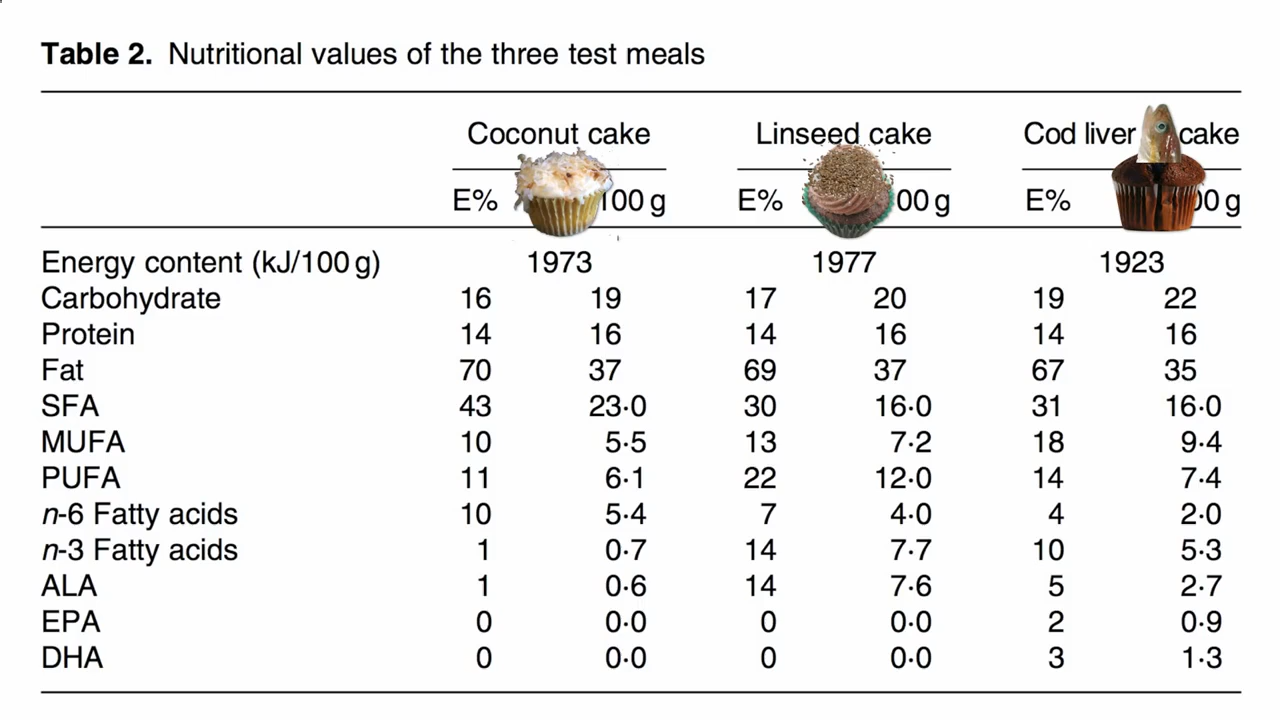 Table 2. Nutritional values of the three test meals
Coconut cake Linseed cake Cod liver cake
E% 100 g E% 00 g E% 00 g
Energy content (kJ/100 g) 1973 1977 1923
Carbohydrate 16 19 17 20 19 22
Protein 14 16 14 16 14 16
Fat 70 37 69 37 67 35
SFA 43 23·0 30 16·0 31 16·0
MUFA 10 5·5 13 7·2 18 9·4
PUFA 11 6·1 22 12·0 14 7·4
n-6 Fatty acids 10 5·4 7 4·0 4 2·0
n-3 Fatty acids 1 0·7 14 7·7 10 5·3
ALA 1 0·6 14 7·6 5 2·7
EPA 0 0·0 0 0·0 2 0·9
DHA 0 0·0 0 0·0 3 1·3